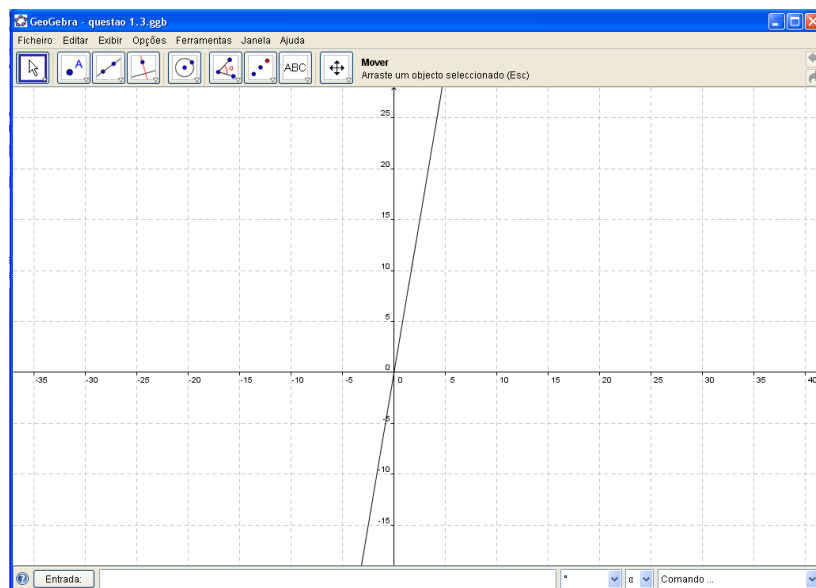 GeoGebra - questao 1.3.ggb
Ficheiro Editar Exibir Opções Ferramentas Janela Ajuda
A
α
ABC
Mover
Arraste um objecto seleccionado (Esc)
25
20
15
10
5
0
-35 -30 -25 -20 -15 -10 -5 0 5 10 15 20 25 30 35 40
-5
-10
-15
Entrada: ° α Comando ...